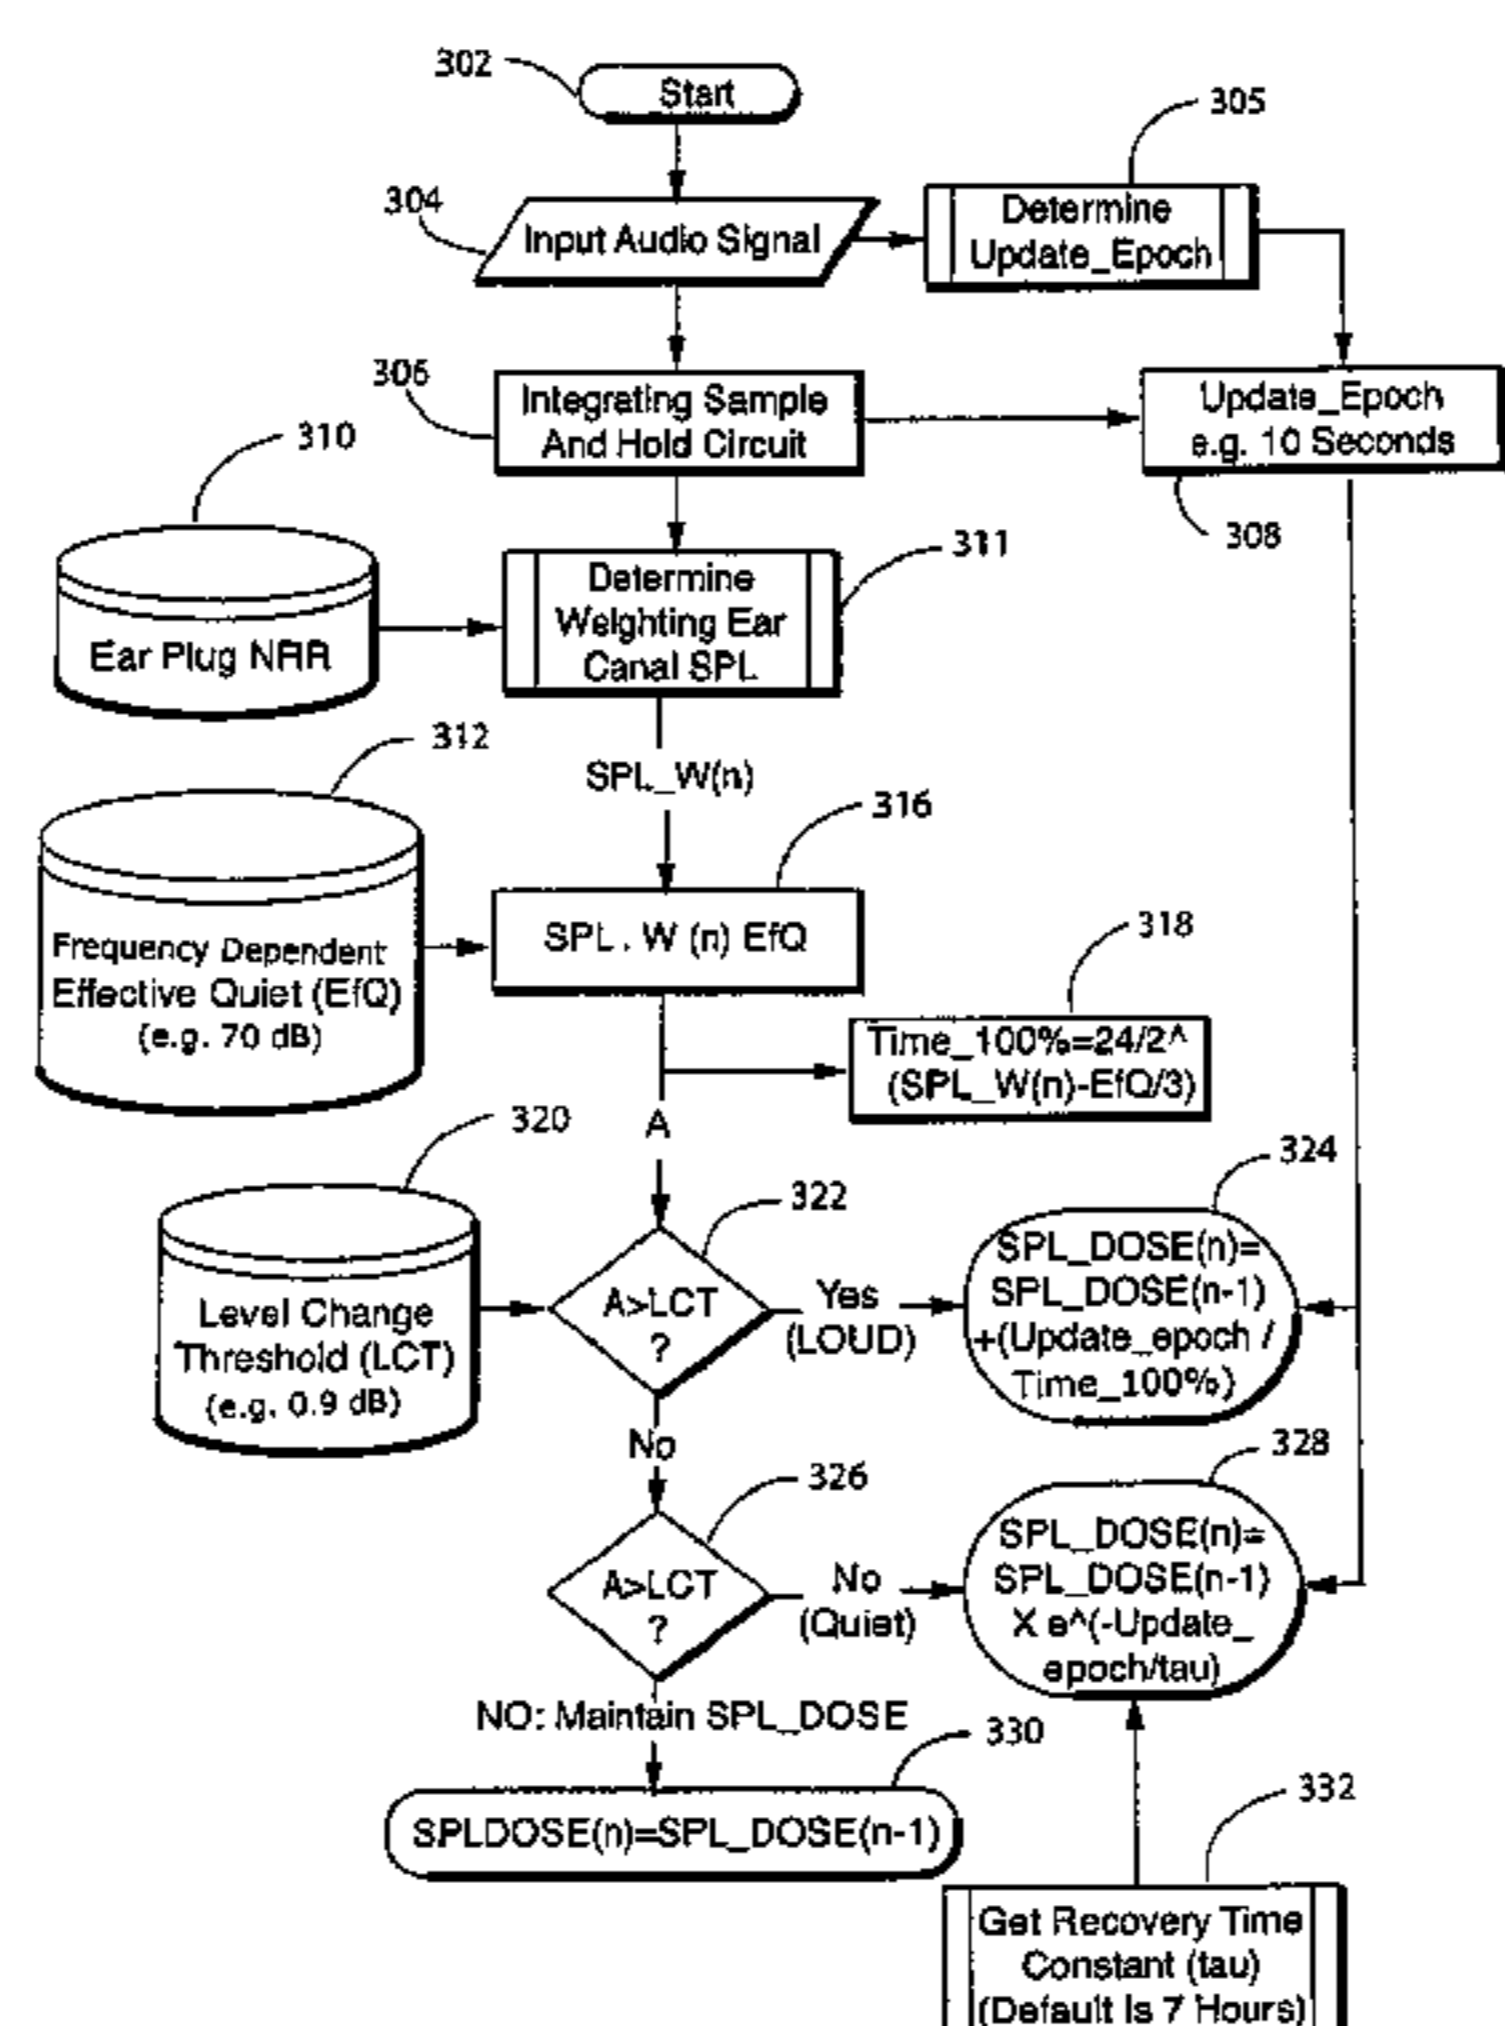 302
Start
305
304
Input Audio Signal
Determine
Update_Epoch
306
Integrating Sample
And Hold Circuit
Update_Epoch
e.g. 10 Seconds
308
310
Ear Plug NRR
311
Determine
Weighting Ear
Canal SPL
312
SPL_W(n)
316
Frequency Dependent
Effective Quiet (EfQ)
(e.g. 70 dB)
SPL . W (n) EfQ
318
Time_100%=24/2^
(SPL_W(n)-EfQ/3)
A
320
Level Change
Threshold (LCT)
(e.g. 0.9 dB)
322
A>LCT
?
Yes
(LOUD)
324
SPL_DOSE(n)=
SPL_DOSE(n-1)
+(Update_epoch /
Time_100%)
No
326
A>LCT
?
No
(Quiet)
328
SPL_DOSE(n)=
SPL_DOSE(n-1)
X e^(-Update_
epoch/tau)
NO: Maintain SPL_DOSE
330
SPLDOSE(n)=SPL_DOSE(n-1)
332
Get Recovery Time
Constant (tau)
(Default Is 7 Hours)